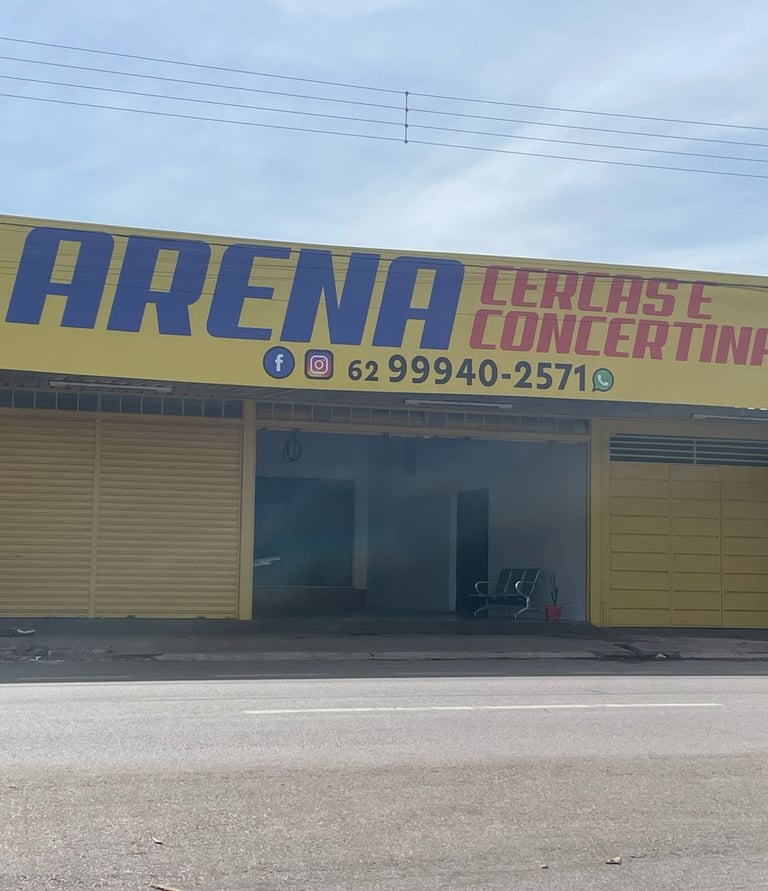 ARENA
CERCAS E
CONCERTINA
62 99940-2571